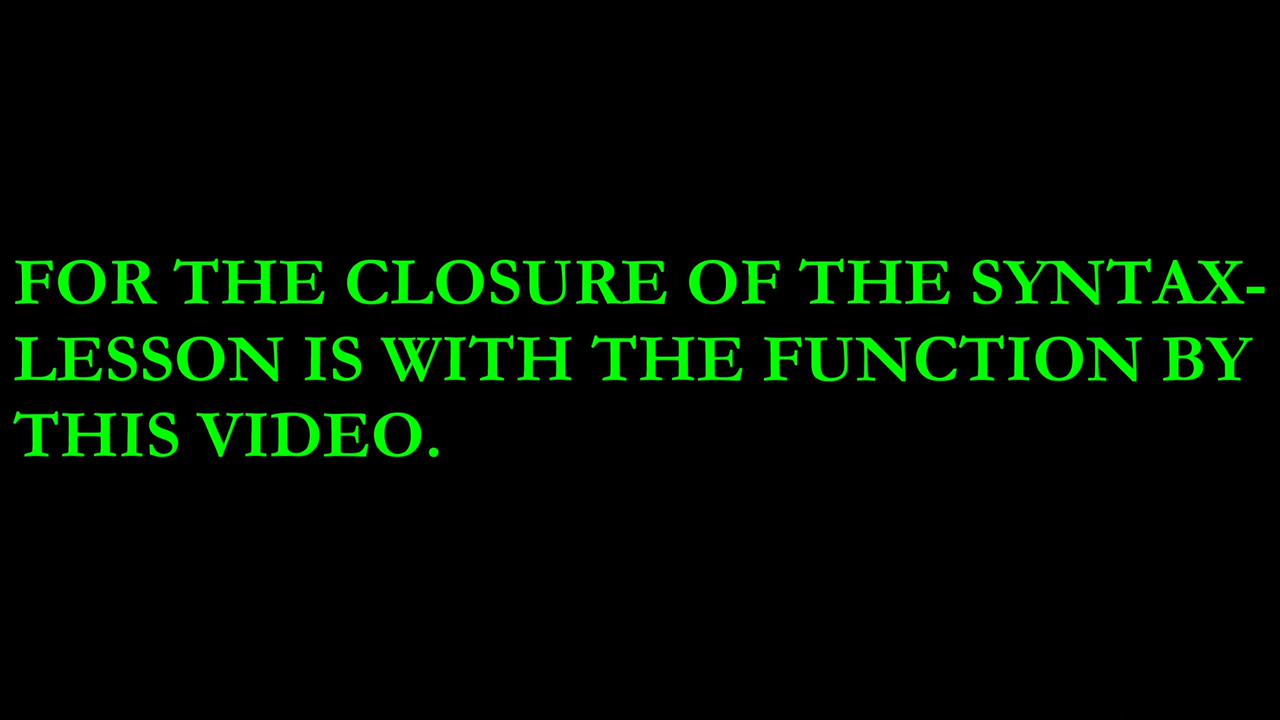 FOR THE CLOSURE OF THE SYNTAX-
LESSON IS WITH THE FUNCTION BY
THIS VIDEO.